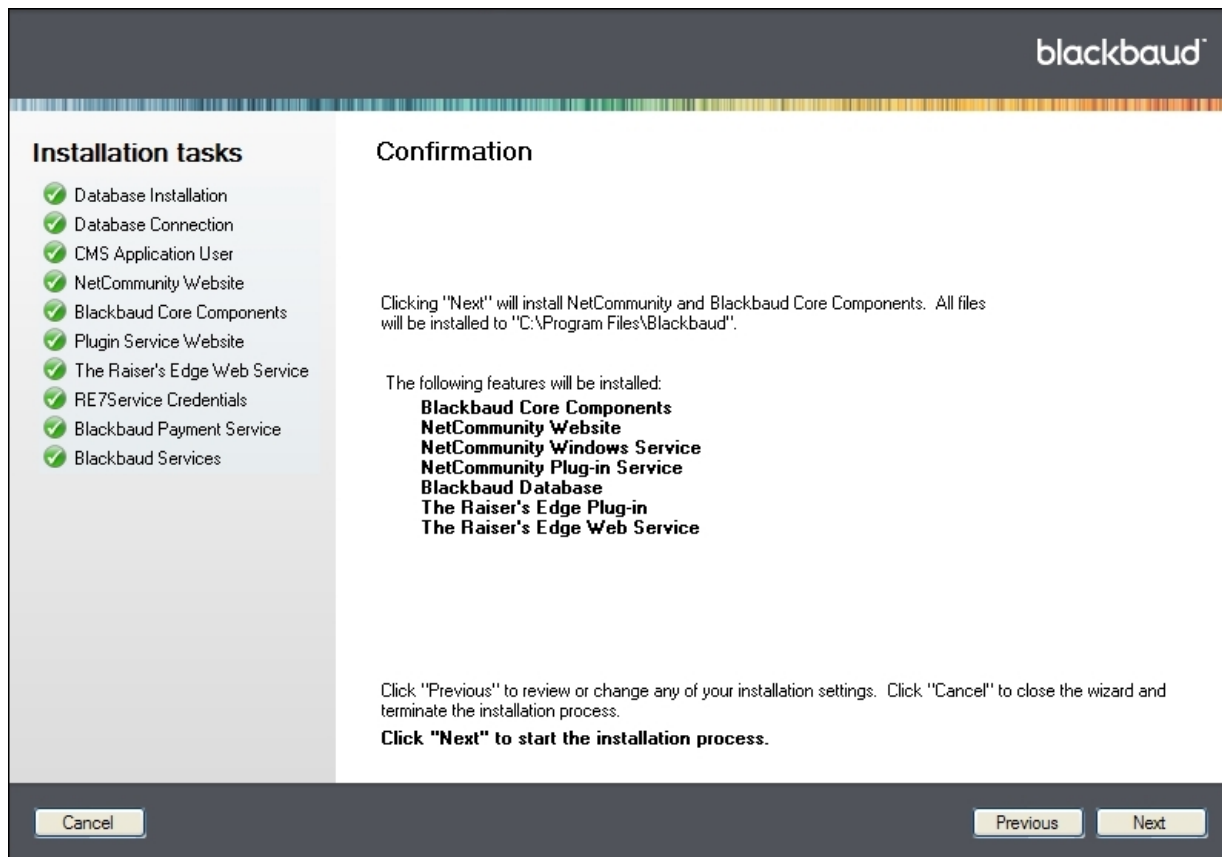 blackbaud
Installation tasks
Database Installation
Database Connection
CMS Application User
NetCommunity Website
Blackbaud Core Components
Plugin Service Website
The Raiser's Edge Web Service
RE7Service Credentials
Blackbaud Payment Service
Blackbaud Services
Confirmation
Clicking "Next" will install NetCommunity and Blackbaud Core Components. All files
will be installed to "C:\Program Files\Blackbaud".
The following features will be installed:
Blackbaud Core Components
NetCommunity Website
NetCommunity Windows Service
NetCommunity Plug-in Service
Blackbaud Database
The Raiser's Edge Plug-in
The Raiser's Edge Web Service
Click "Previous" to review or change any of your installation settings. Click "Cancel" to close the wizard and
terminate the installation process.
Click "Next" to start the installation process.
Cancel
Previous
Next